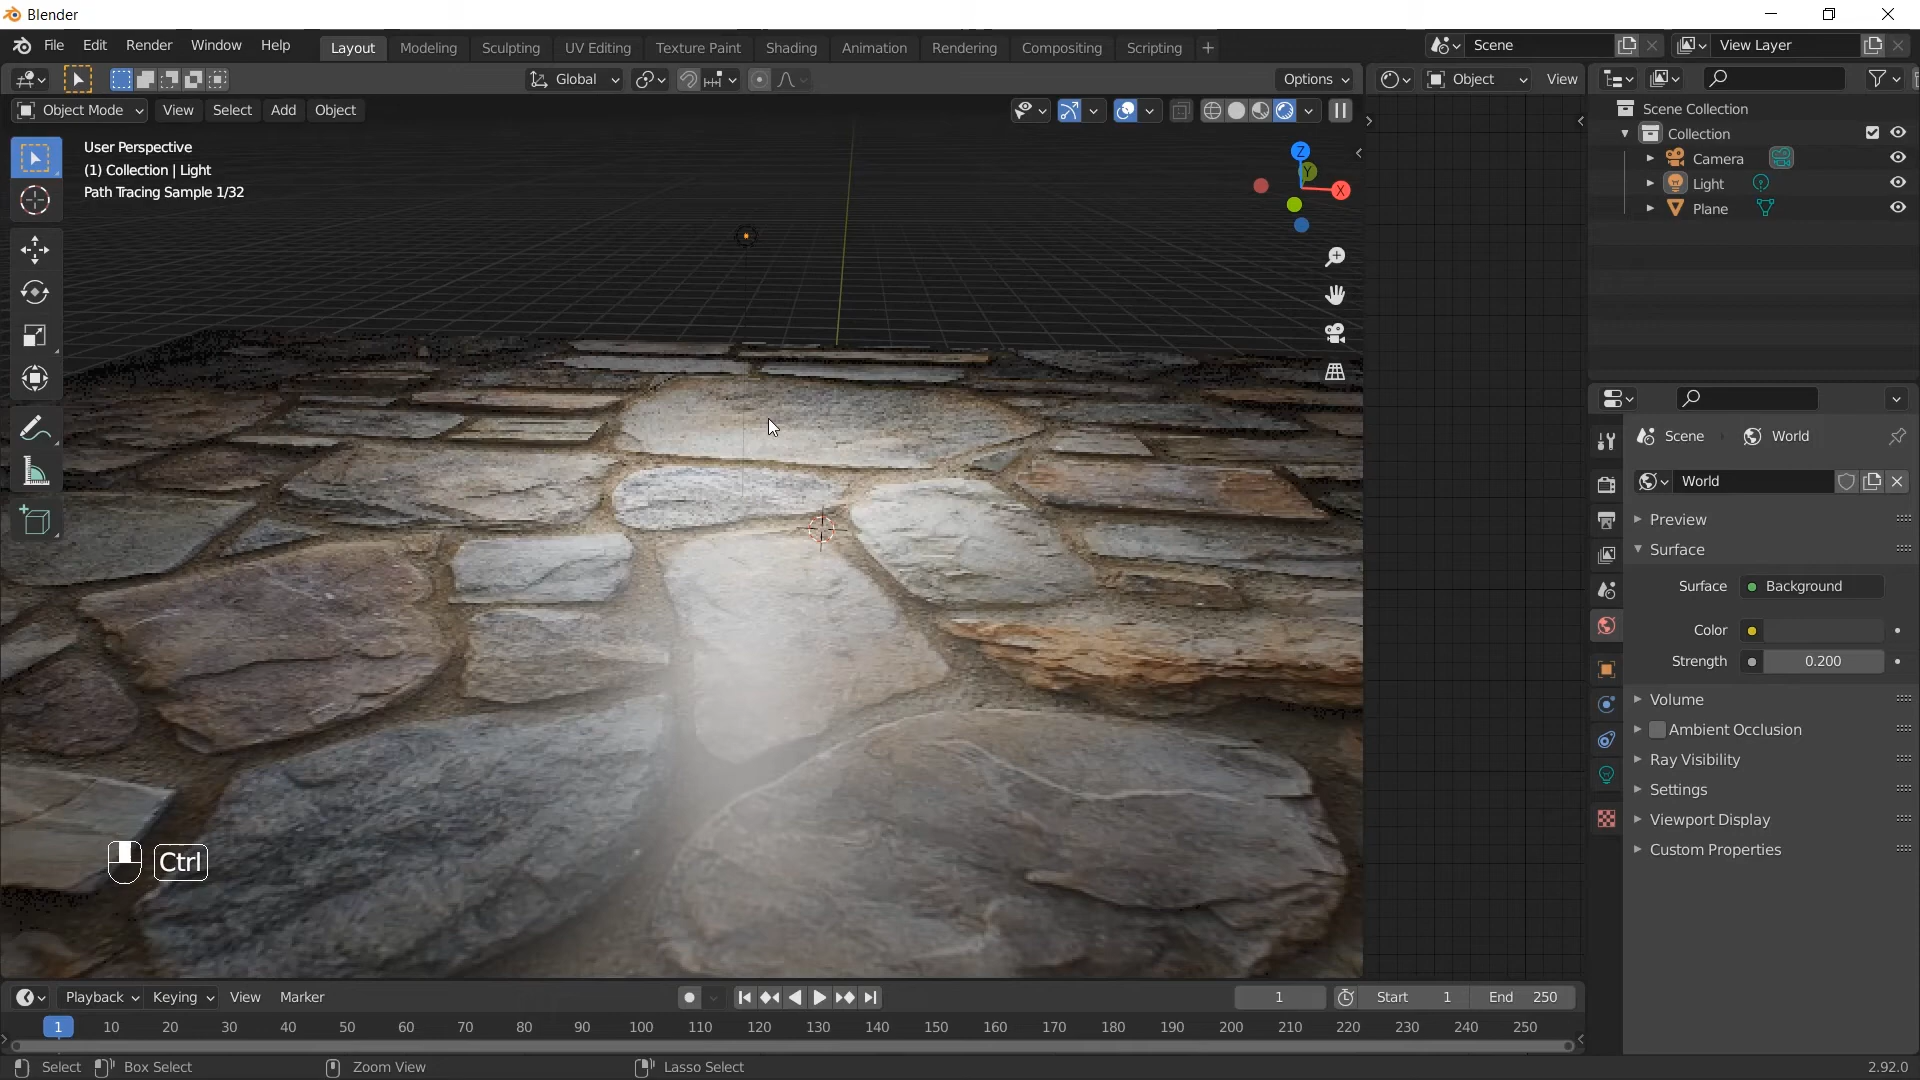 Blender
File Edit Render Window Help Layout Modeling Sculpting UV Editing Texture Paint Shading Animation Rendering Compositing Scripting + Scene View Layer
Global Options Object View
Object Mode View Select Add Object
User Perspective
(1) Collection | Light
Path Tracing Sample 1/32
Z
Y
X
Scene Collection
Collection
Camera
Light
Plane
Scene World
World
Preview
Surface
Surface Background
Color
Strength 0.200
Volume
Ambient Occlusion
Ray Visibility
Settings
Viewport Display
Custom Properties
Ctrl
Playback Keying View Marker 1 Start 1 End 250
1 10 20 30 40 50 60 70 80 90 100 110 120 130 140 150 160 170 180 190 200 210 220 230 240 250
Select Box Select Zoom View Lasso Select 2.92.0